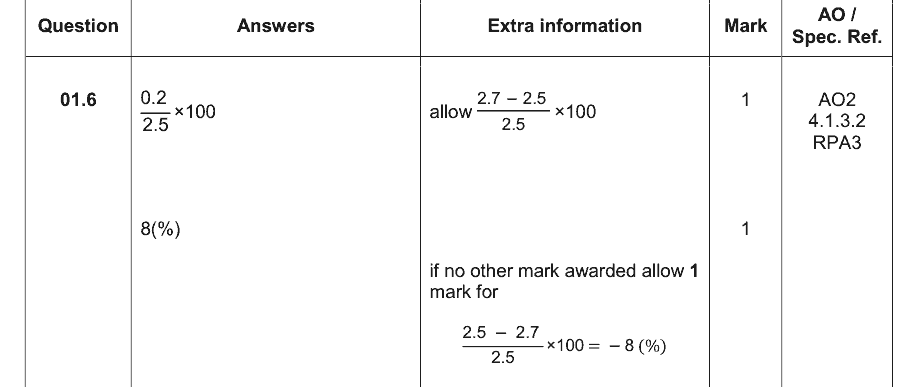 Question Answers Extra information Mark AO /
Spec. Ref.
01.6 0.2/2.5 ×100 allow (2.7 − 2.5)/2.5 ×100 1 AO2
4.1.3.2
RPA3
8(%) 1
if no other mark awarded allow 1
mark for
(2.5 − 2.7)/2.5 ×100 = − 8 (%)